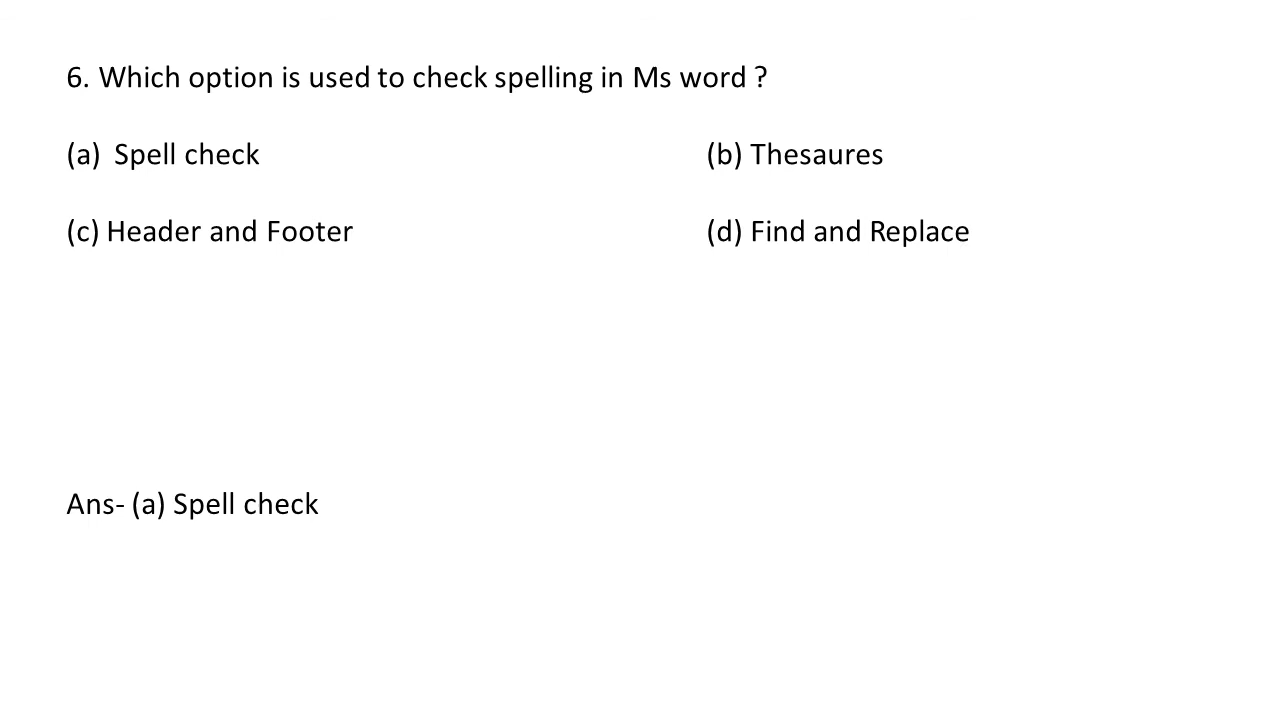 6. Which option is used to check spelling in Ms word ?
(a) Spell check (b) Thesaures
(c) Header and Footer (d) Find and Replace
Ans- (a) Spell check